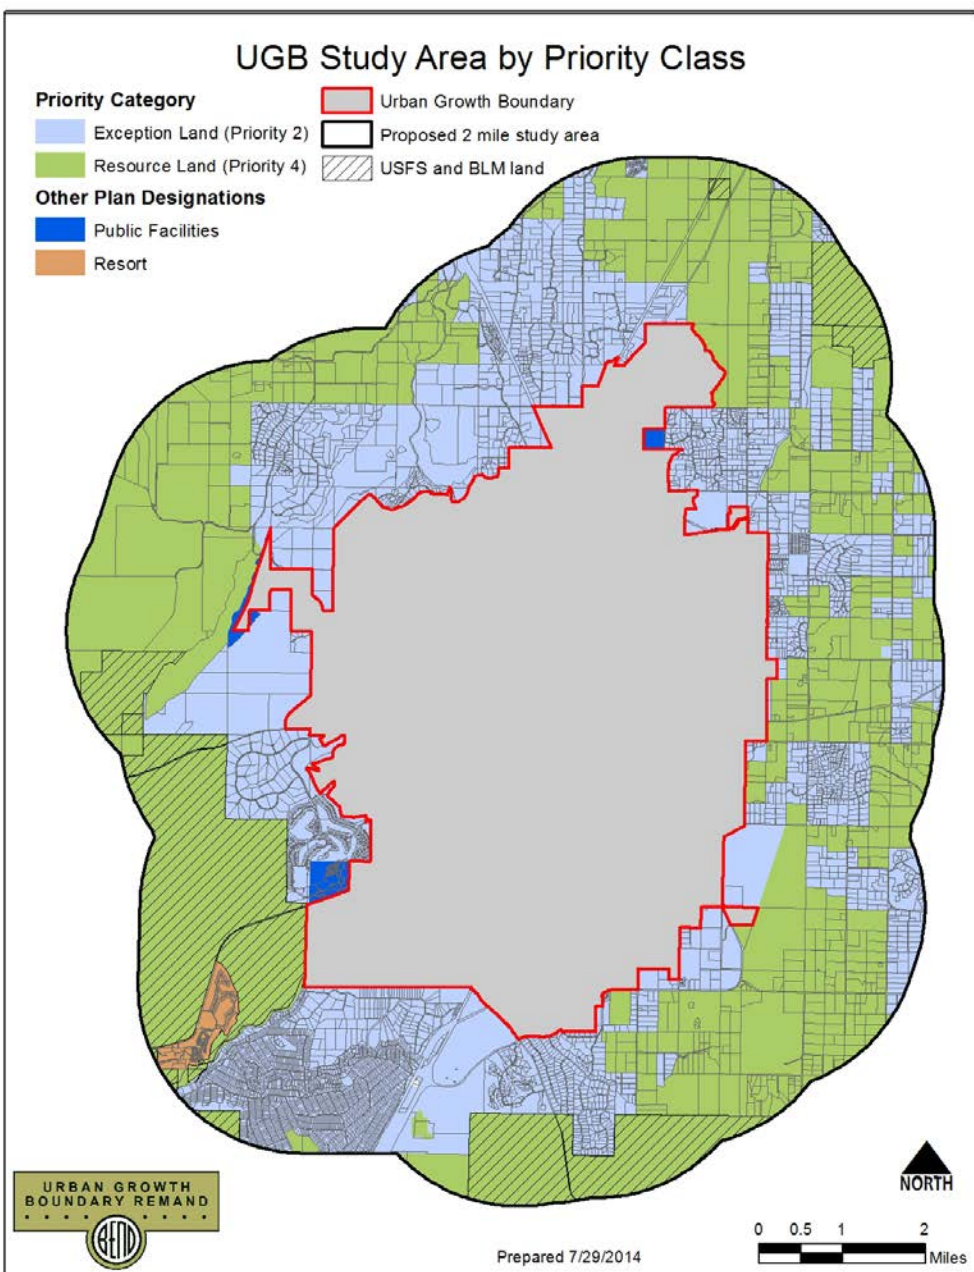 UGB Study Area by Priority Class
Priority Category
Exception Land (Priority 2)
Resource Land (Priority 4)
Other Plan Designations
Public Facilities
Resort
Urban Growth Boundary
Proposed 2 mile study area
USFS and BLM land
URBAN GROWTH
BOUNDARY REMAND
BEND
Prepared 7/29/2014
NORTH
0 0.5 1 2
Miles